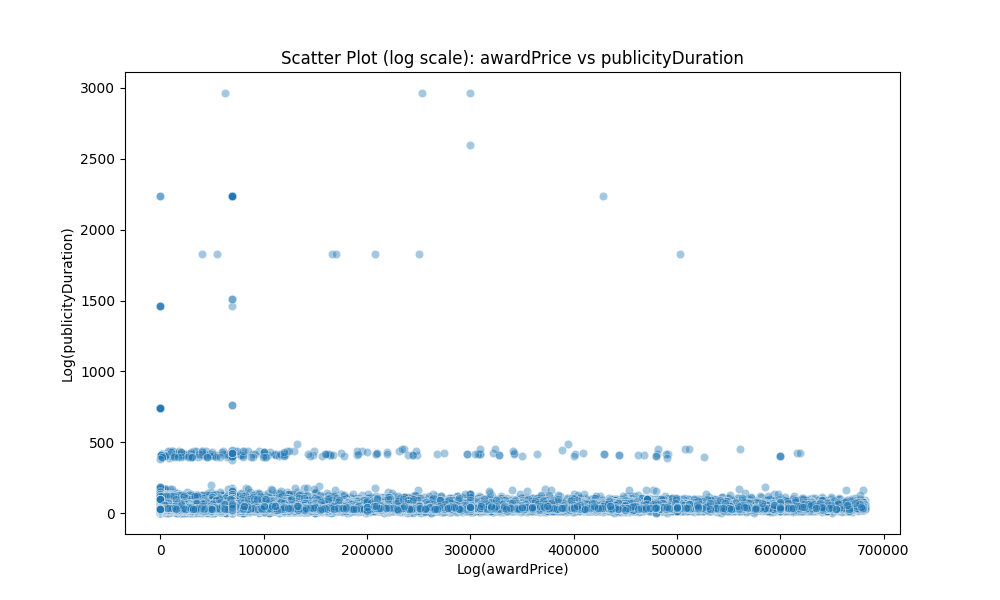 Scatter Plot (log scale): awardPrice vs publicityDuration
3000
2500
2000
1500
1000
500
0
Log(publicityDuration)
0 100000 200000 300000 400000 500000 600000 700000
Log(awardPrice)